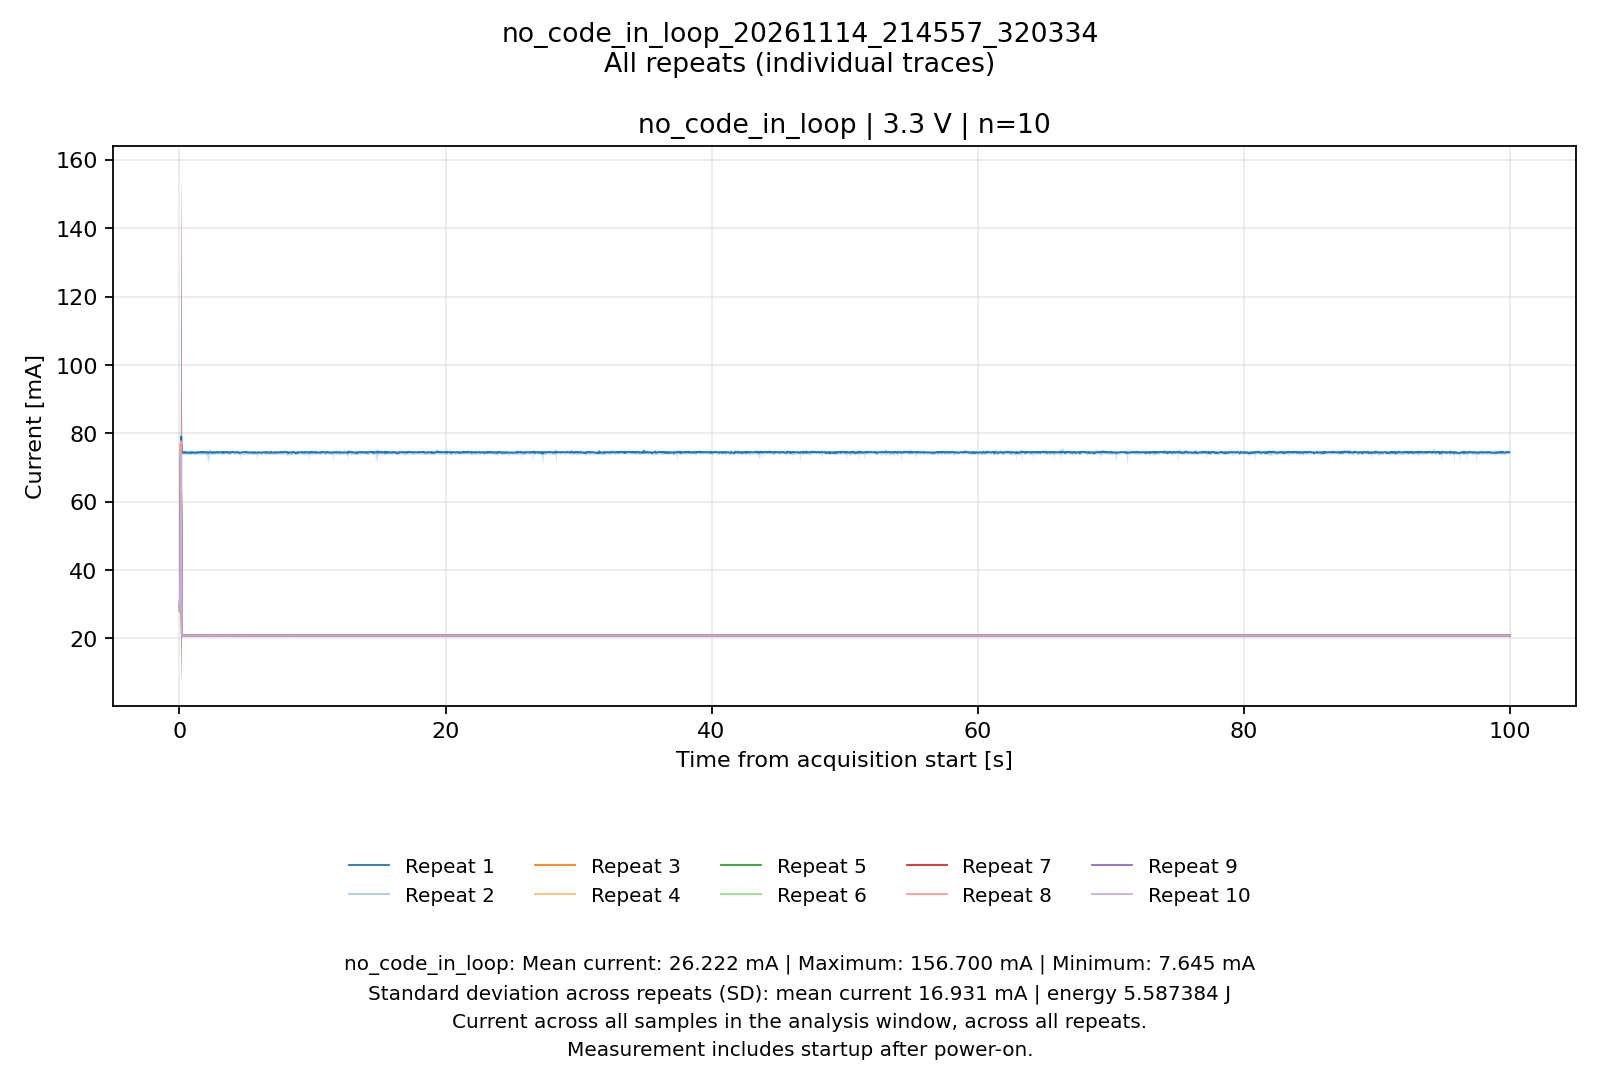 no_code_in_loop_20261114_214557_320334
All repeats (individual traces)
no_code_in_loop | 3.3 V | n=10
160
140
120
100
80
60
40
20
Current [mA]
0 20 40 60 80 100
Time from acquisition start [s]
Repeat 1 Repeat 3 Repeat 5 Repeat 7 Repeat 9
Repeat 2 Repeat 4 Repeat 6 Repeat 8 Repeat 10
no_code_in_loop: Mean current: 26.222 mA | Maximum: 156.700 mA | Minimum: 7.645 mA
Standard deviation across repeats (SD): mean current 16.931 mA | energy 5.587384 J
Current across all samples in the analysis window, across all repeats.
Measurement includes startup after power-on.